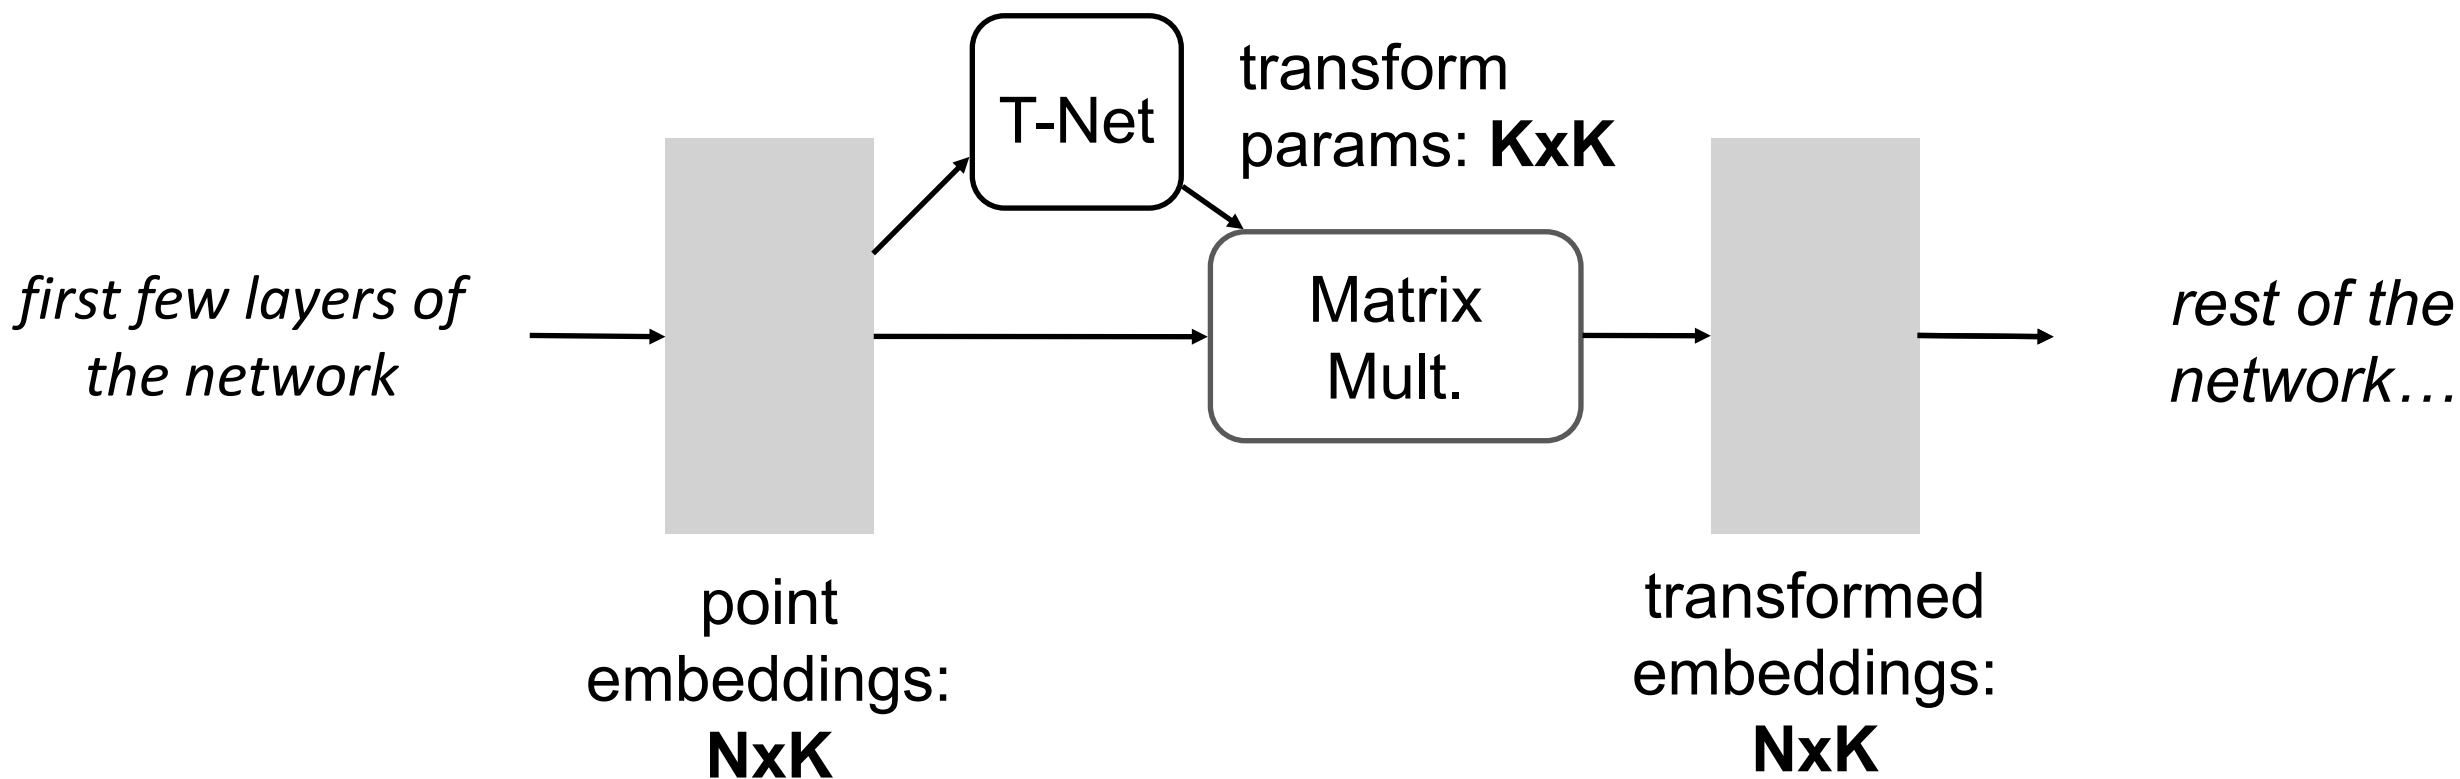 first few layers of
the network
point
embeddings:
NxK
T-Net
transform
params: KxK
Matrix
Mult.
transformed
embeddings:
NxK
rest of the
network…